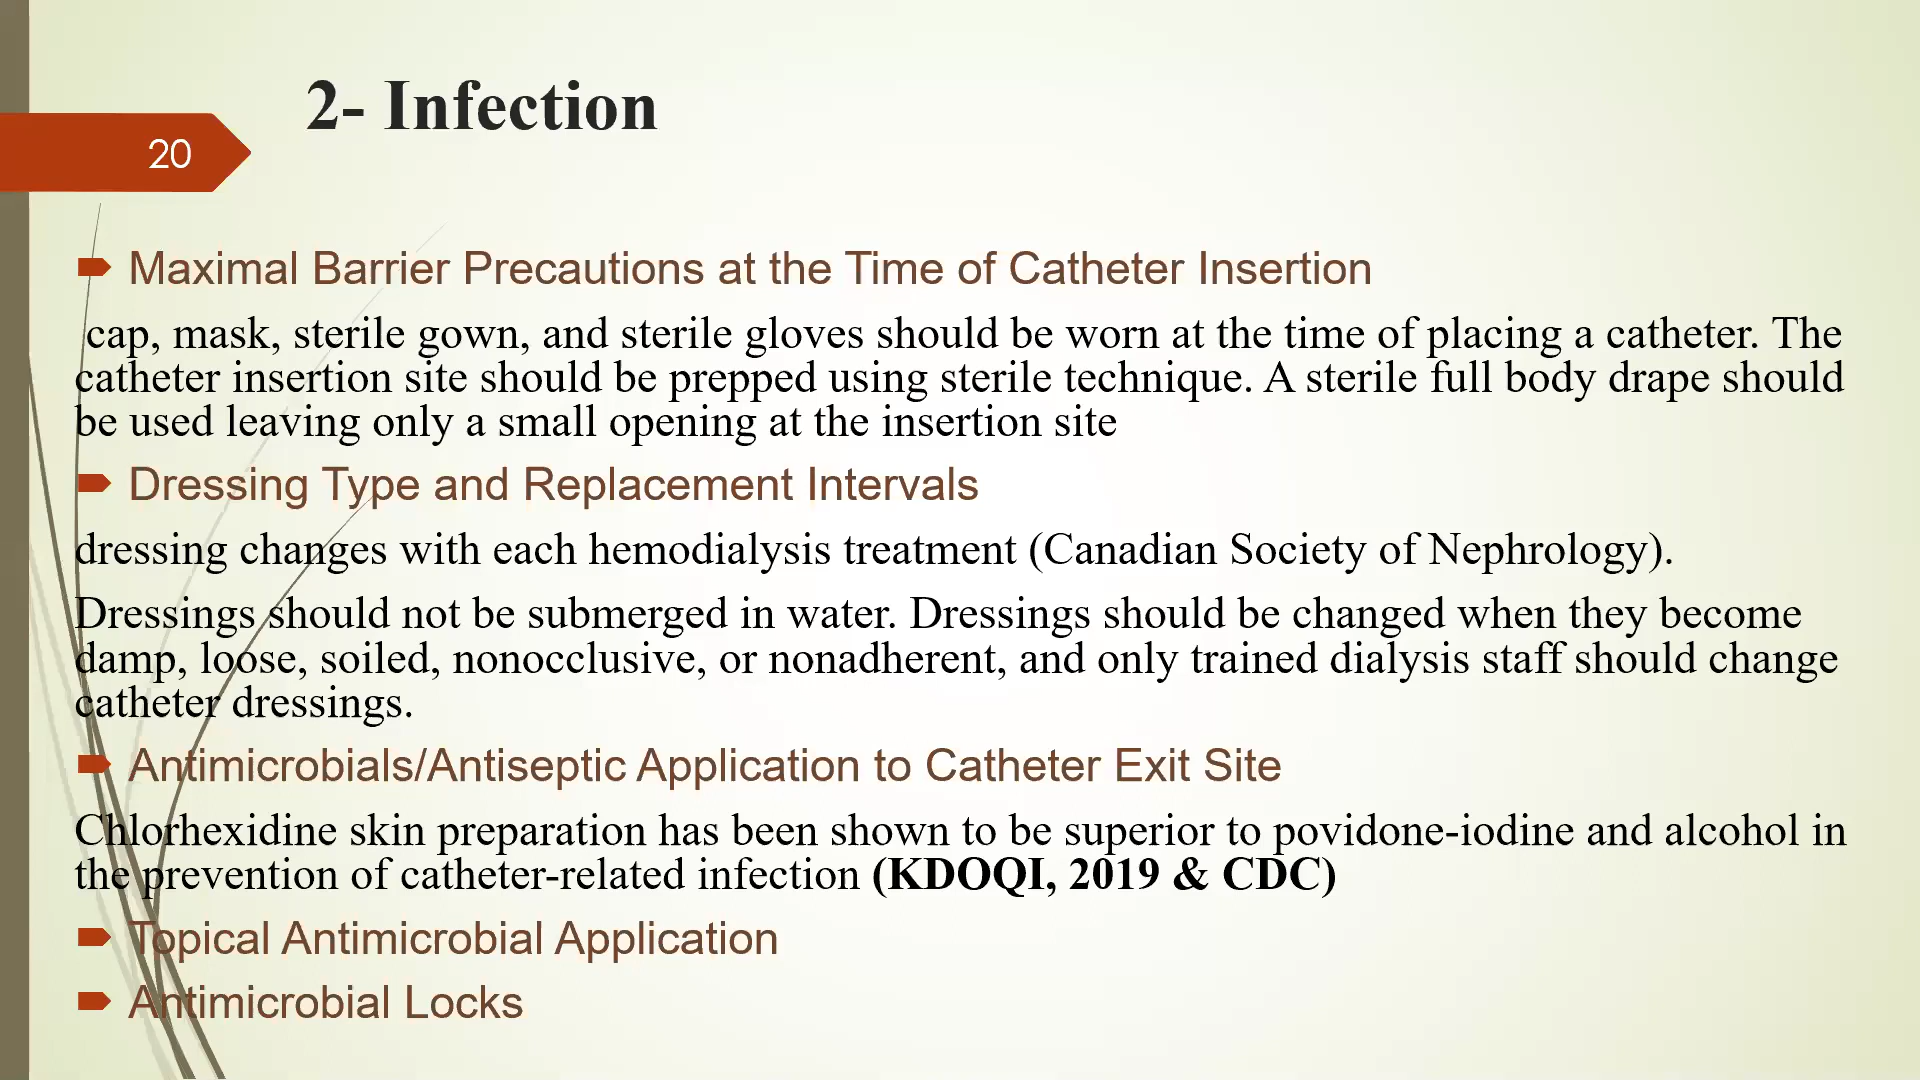 2- Infection
20
Maximal Barrier Precautions at the Time of Catheter Insertion
cap, mask, sterile gown, and sterile gloves should be worn at the time of placing a catheter. The
catheter insertion site should be prepped using sterile technique. A sterile full body drape should
be used leaving only a small opening at the insertion site
Dressing Type and Replacement Intervals
dressing changes with each hemodialysis treatment (Canadian Society of Nephrology).
Dressings should not be submerged in water. Dressings should be changed when they become
damp, loose, soiled, nonocclusive, or nonadherent, and only trained dialysis staff should change
catheter dressings.
Antimicrobials/Antiseptic Application to Catheter Exit Site
Chlorhexidine skin preparation has been shown to be superior to povidone-iodine and alcohol in
the prevention of catheter-related infection (KDOQI, 2019 & CDC)
Topical Antimicrobial Application
Antimicrobial Locks